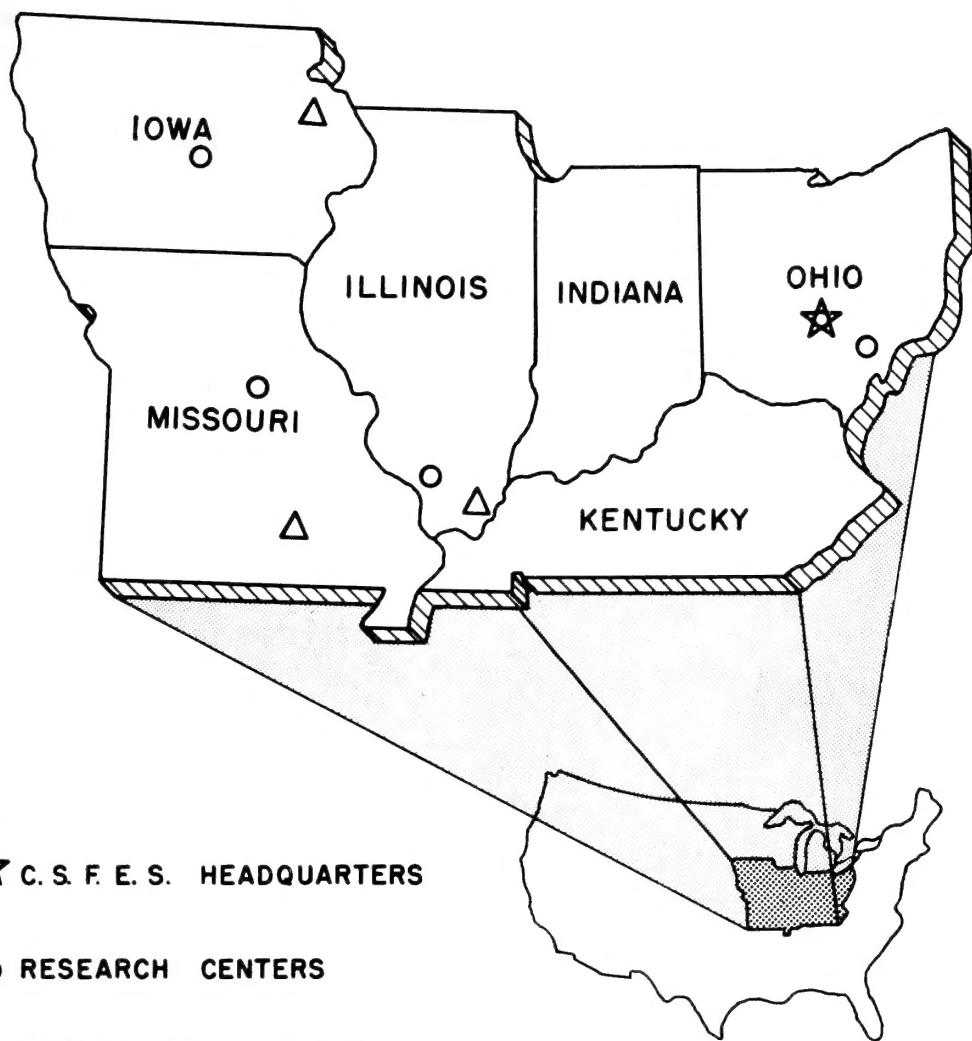 IOWA
ILLINOIS
INDIANA
OHIO
MISSOURI
KENTUCKY
C. S. F. E. S. HEADQUARTERS
RESEARCH CENTERS